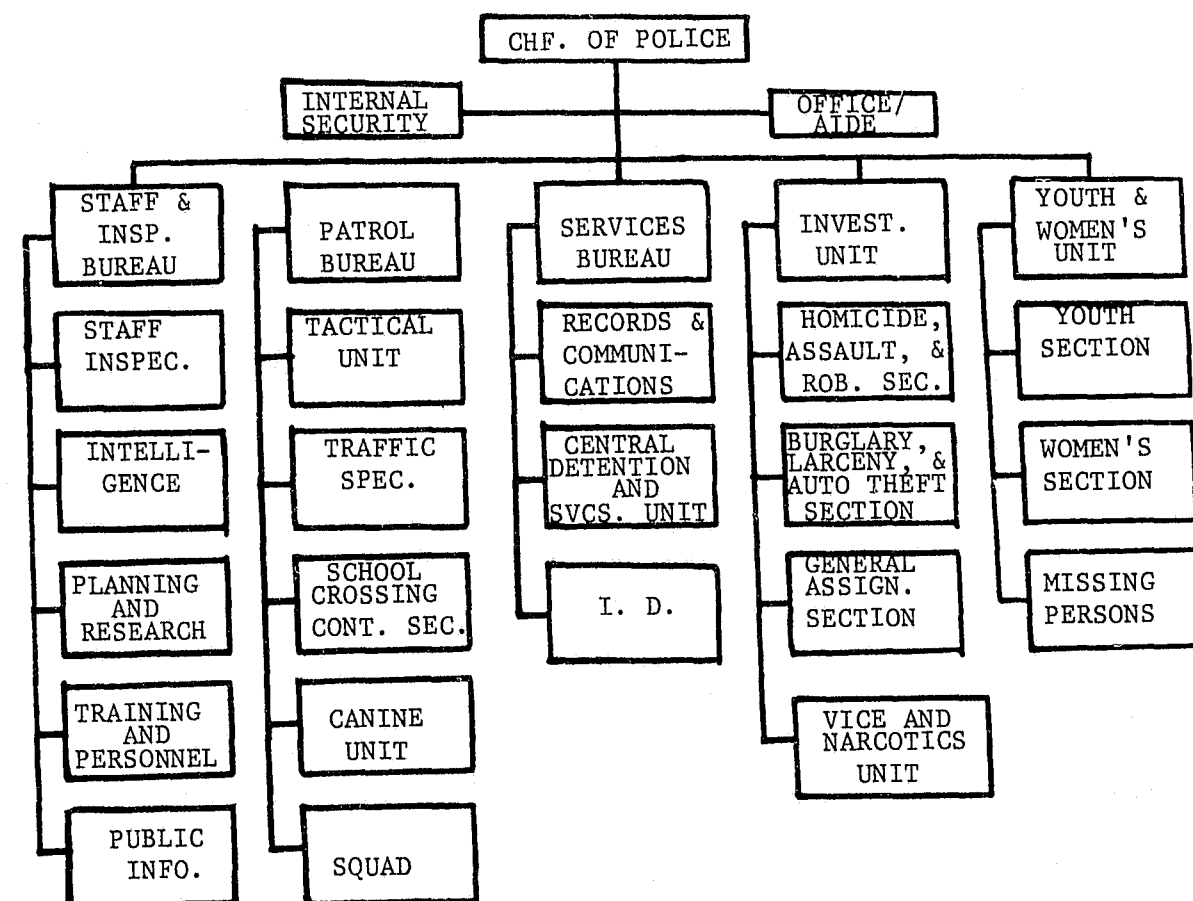 CHF. OF POLICE
INTERNAL
SECURITY
OFFICE/
AIDE
STAFF &
INSP.
BUREAU
STAFF
INSPEC.
INTELLI-
GENCE
PLANNING
AND
RESEARCH
TRAINING
AND
PERSONNEL
PUBLIC
INFO.
PATROL
BUREAU
TACTICAL
UNIT
TRAFFIC
SPEC.
SCHOOL
CROSSING
CONT. SEC.
CANINE
UNIT
SQUAD
SERVICES
BUREAU
RECORDS &
COMMUNI-
CATIONS
CENTRAL
DETENTION
AND
SVCS. UNIT
I. D.
INVEST.
UNIT
HOMICIDE,
ASSAULT, &
ROB. SEC.
BURGLARY,
LARCENY, &
AUTO THEFT
SECTION
GENERAL
ASSIGN.
SECTION
VICE AND
NARCOTICS
UNIT
YOUTH &
WOMEN'S
UNIT
YOUTH
SECTION
WOMEN'S
SECTION
MISSING
PERSONS